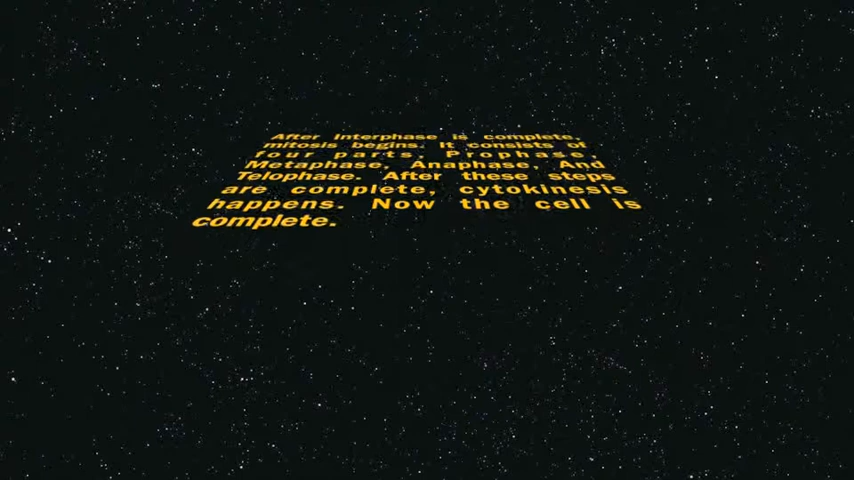 After Interphase is complete,
mitosis begins. It consists of
four parts, Prophase,
Metaphase, Anaphase, And
Telophase. After these steps
are complete, cytokinesis
happens. Now the cell is
complete.